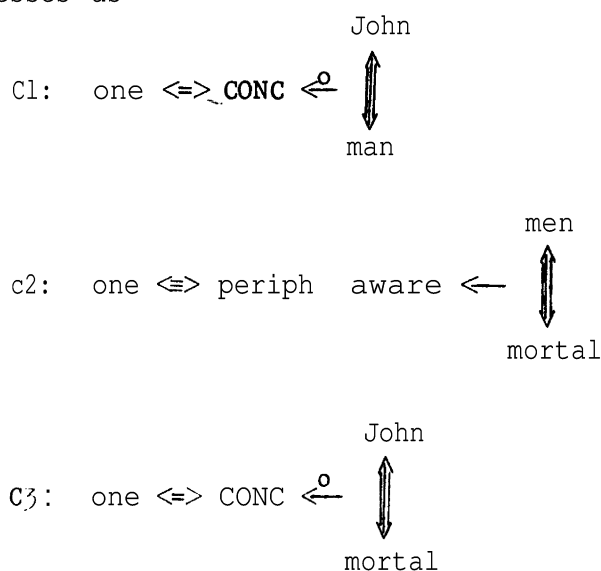 John
C1: one <=> CONC <-o
man
men
c2: one <≡> periph aware <—
mortal
John
C3: one <=> CONC <-o
mortal